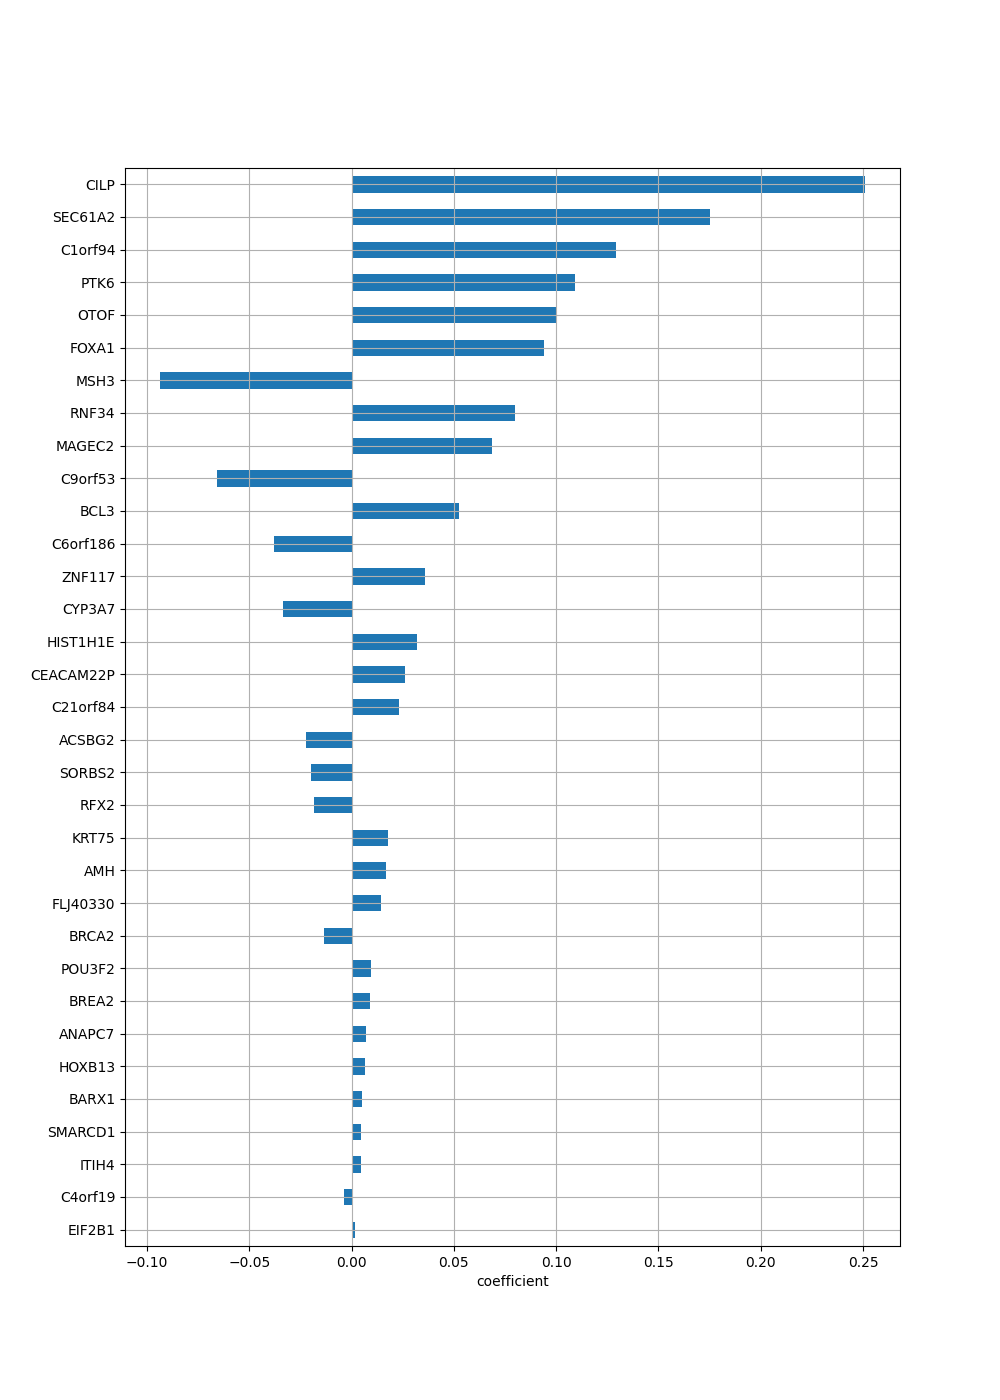 CILP
SEC61A2
C1orf94
PTK6
OTOF
FOXA1
MSH3
RNF34
MAGEC2
C9orf53
BCL3
C6orf186
ZNF117
CYP3A7
HIST1H1E
CEACAM22P
C21orf84
ACSBG2
SORBS2
RFX2
KRT75
AMH
FLJ40330
BRCA2
POU3F2
BREA2
ANAPC7
HOXB13
BARX1
SMARCD1
ITIH4
C4orf19
EIF2B1
−0.10 −0.05 0.00 0.05 0.10 0.15 0.20 0.25
coefficient